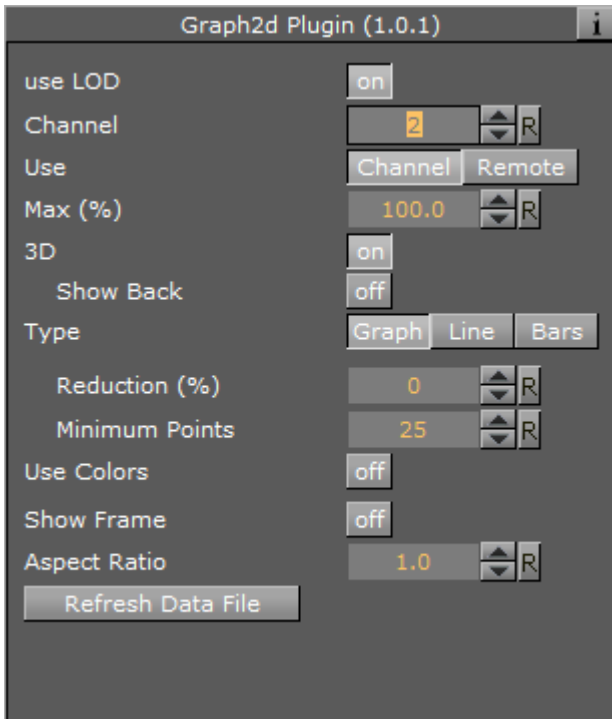 Graph2d Plugin (1.0.1) i
use LOD on
Channel 2 R
Use Channel Remote
Max (%) 100.0 R
3D on
Show Back off
Type Graph Line Bars
Reduction (%) 0 R
Minimum Points 25 R
Use Colors off
Show Frame off
Aspect Ratio 1.0 R
Refresh Data File